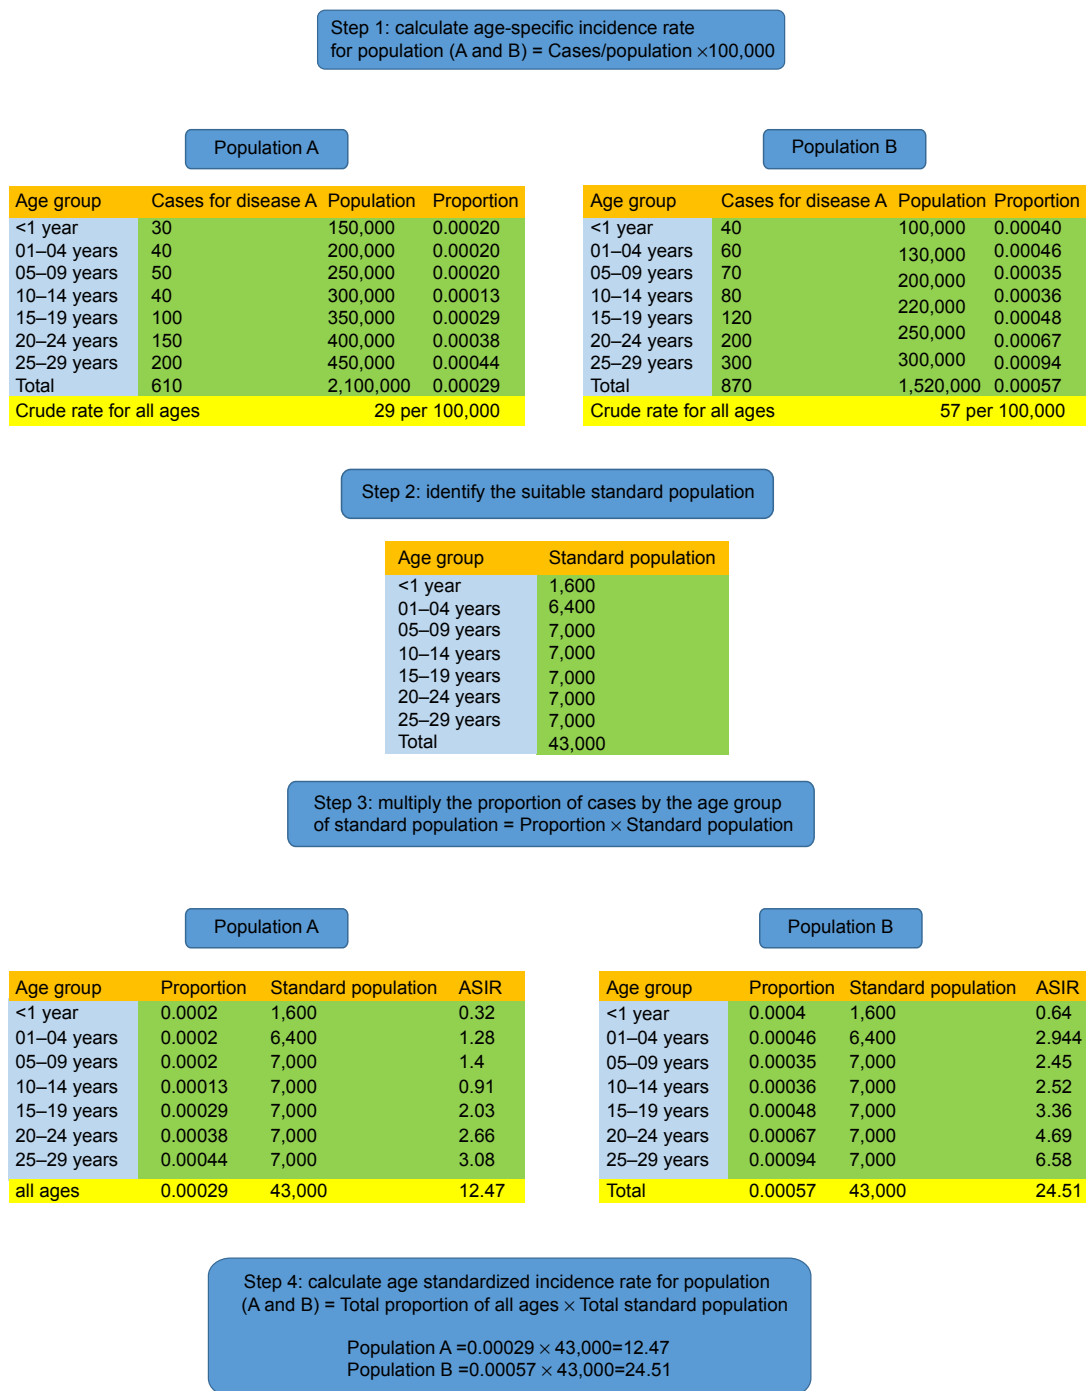 Step 1: calculate age-specific incidence rate
for population (A and B) = Cases/population ×100,000
Population A
Age group Cases for disease A Population Proportion
<1 year 30 150,000 0.00020
01–04 years 40 200,000 0.00020
05–09 years 50 250,000 0.00020
10–14 years 40 300,000 0.00013
15–19 years 100 350,000 0.00029
20–24 years 150 400,000 0.00038
25–29 years 200 450,000 0.00044
Total 610 2,100,000 0.00029
Crude rate for all ages 29 per 100,000
Population B
Age group Cases for disease A Population Proportion
<1 year 40 100,000 0.00040
01–04 years 60 130,000 0.00046
05–09 years 70 200,000 0.00035
10–14 years 80 220,000 0.00036
15–19 years 120 250,000 0.00048
20–24 years 200 300,000 0.00067
25–29 years 300 0.00094
Total 870 1,520,000 0.00057
Crude rate for all ages 57 per 100,000
Step 2: identify the suitable standard population
Age group Standard population
<1 year 1,600
01–04 years 6,400
05–09 years 7,000
10–14 years 7,000
15–19 years 7,000
20–24 years 7,000
25–29 years 7,000
Total 43,000
Step 3: multiply the proportion of cases by the age group
of standard population = Proportion × Standard population
Population A
Age group Proportion Standard population ASIR
<1 year 0.0002 1,600 0.32
01–04 years 0.0002 6,400 1.28
05–09 years 0.0002 7,000 1.4
10–14 years 0.00013 7,000 0.91
15–19 years 0.00029 7,000 2.03
20–24 years 0.00038 7,000 2.66
25–29 years 0.00044 7,000 3.08
all ages 0.00029 43,000 12.47
Population B
Age group Proportion Standard population ASIR
<1 year 0.0004 1,600 0.64
01–04 years 0.00046 6,400 2.944
05–09 years 0.00035 7,000 2.45
10–14 years 0.00036 7,000 2.52
15–19 years 0.00048 7,000 3.36
20–24 years 0.00067 7,000 4.69
25–29 years 0.00094 7,000 6.58
Total 0.00057 43,000 24.51
Step 4: calculate age standardized incidence rate for population
(A and B) = Total proportion of all ages × Total standard population
Population A =0.00029 × 43,000=12.47
Population B =0.00057 × 43,000=24.51